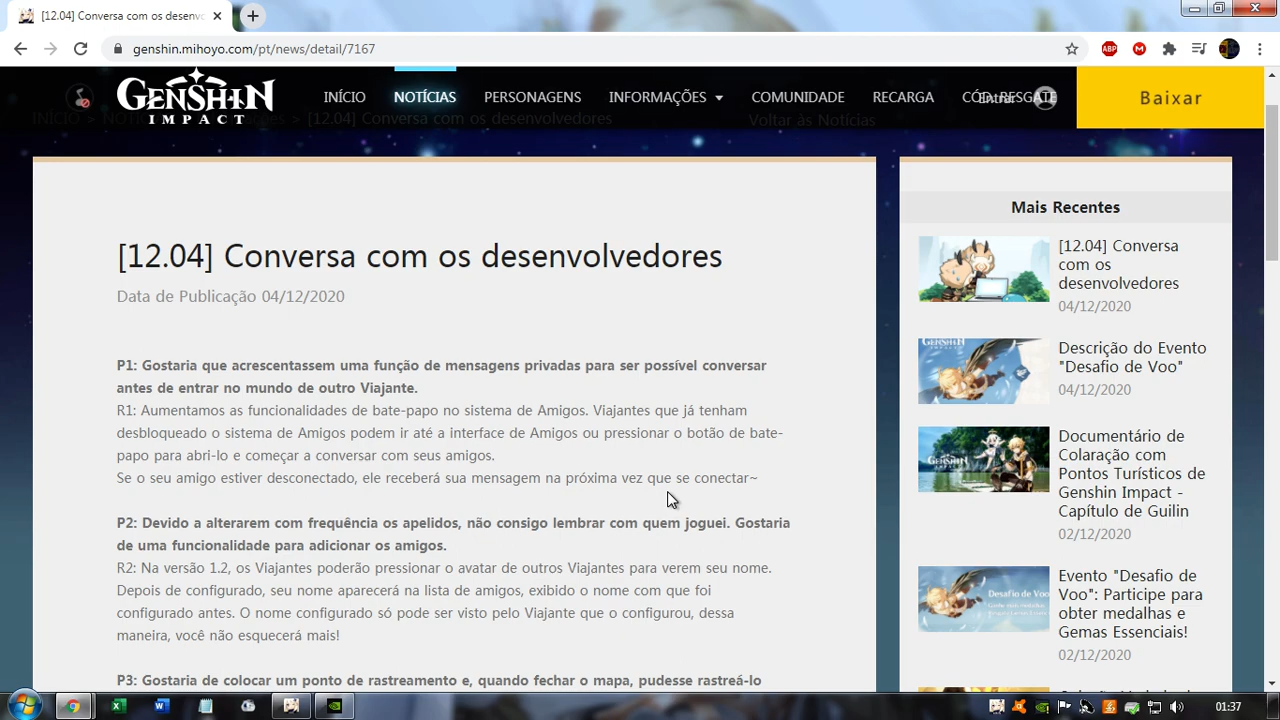 [12.04] Conversa com os desenvo
genshin.mihoyo.com/pt/news/detail/7167
ABP
GENSHIN
IMPACT
INÍCIO
NOTÍCIAS
PERSONAGENS
INFORMAÇÕES
COMUNIDADE
RECARGA
CÓD. RESGATE
Entrar
Baixar
INÍCIO > > [12.04] Conversa com os desenvolvedores
Voltar às Notícias
[12.04] Conversa com os desenvolvedores
Data de Publicação 04/12/2020
P1: Gostaria que acrescentassem uma função de mensagens privadas para ser possível conversar
antes de entrar no mundo de outro Viajante.
R1: Aumentamos as funcionalidades de bate-papo no sistema de Amigos. Viajantes que já tenham
desbloqueado o sistema de Amigos podem ir até a interface de Amigos ou pressionar o botão de bate-
papo para abri-lo e começar a conversar com seus amigos.
Se o seu amigo estiver desconectado, ele receberá sua mensagem na próxima vez que se conectar~
P2: Devido a alterarem com frequência os apelidos, não consigo lembrar com quem joguei. Gostaria
de uma funcionalidade para adicionar os amigos.
R2: Na versão 1.2, os Viajantes poderão pressionar o avatar de outros Viajantes para verem seu nome.
Depois de configurado, seu nome aparecerá na lista de amigos, exibido o nome com que foi
configurado antes. O nome configurado só pode ser visto pelo Viajante que o configurou, dessa
maneira, você não esquecerá mais!
P3: Gostaria de colocar um ponto de rastreamento e, quando fechar o mapa, pudesse rastreá-lo
Mais Recentes
[12.04] Conversa
com os
desenvolvedores
04/12/2020
GENSHIN
IMPACT
Descrição do Evento
"Desafio de Voo"
04/12/2020
GENSHIN
Documentário de
Colaração com
Pontos Turísticos de
Genshin Impact -
Capítulo de Guilin
02/12/2020
Desafio de Voo
Evento "Desafio de
Voo": Participe para
obter medalhas e
Gemas Essenciais!
02/12/2020
01:37